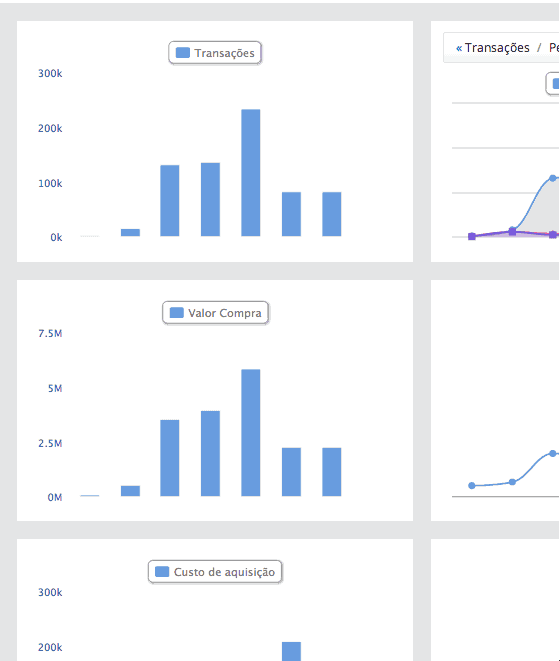 Transações
300k
200k
100k
0k
« Transações / Pe
Valor Compra
7.5M
5M
2.5M
0M
Custo de aquisição
300k
200k